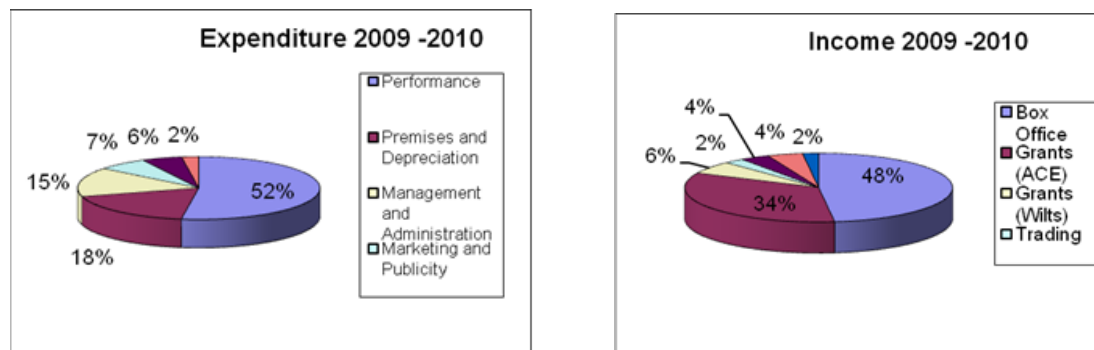 Expenditure 2009 -2010
Performance
Premises and
Depreciation
Management
and
Administration
Marketing and
Publicity
7%
6%
2%
15%
52%
18%
Income 2009 -2010
Box
Office
Grants
(ACE)
Grants
(Wilts)
Trading
4%
2%
4%
2%
6%
48%
34%